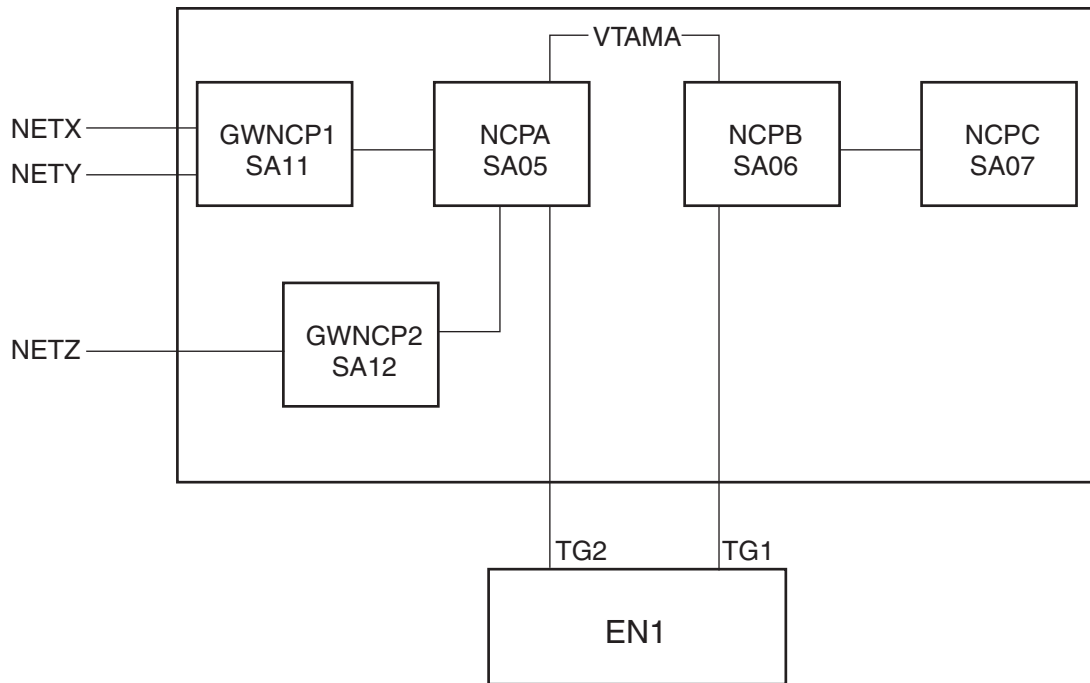 VTAMA
NETX
NETY
GWNCP1
SA11
NCPA
SA05
NCPB
SA06
NCPC
SA07
NETZ
GWNCP2
SA12
TG2
TG1
EN1